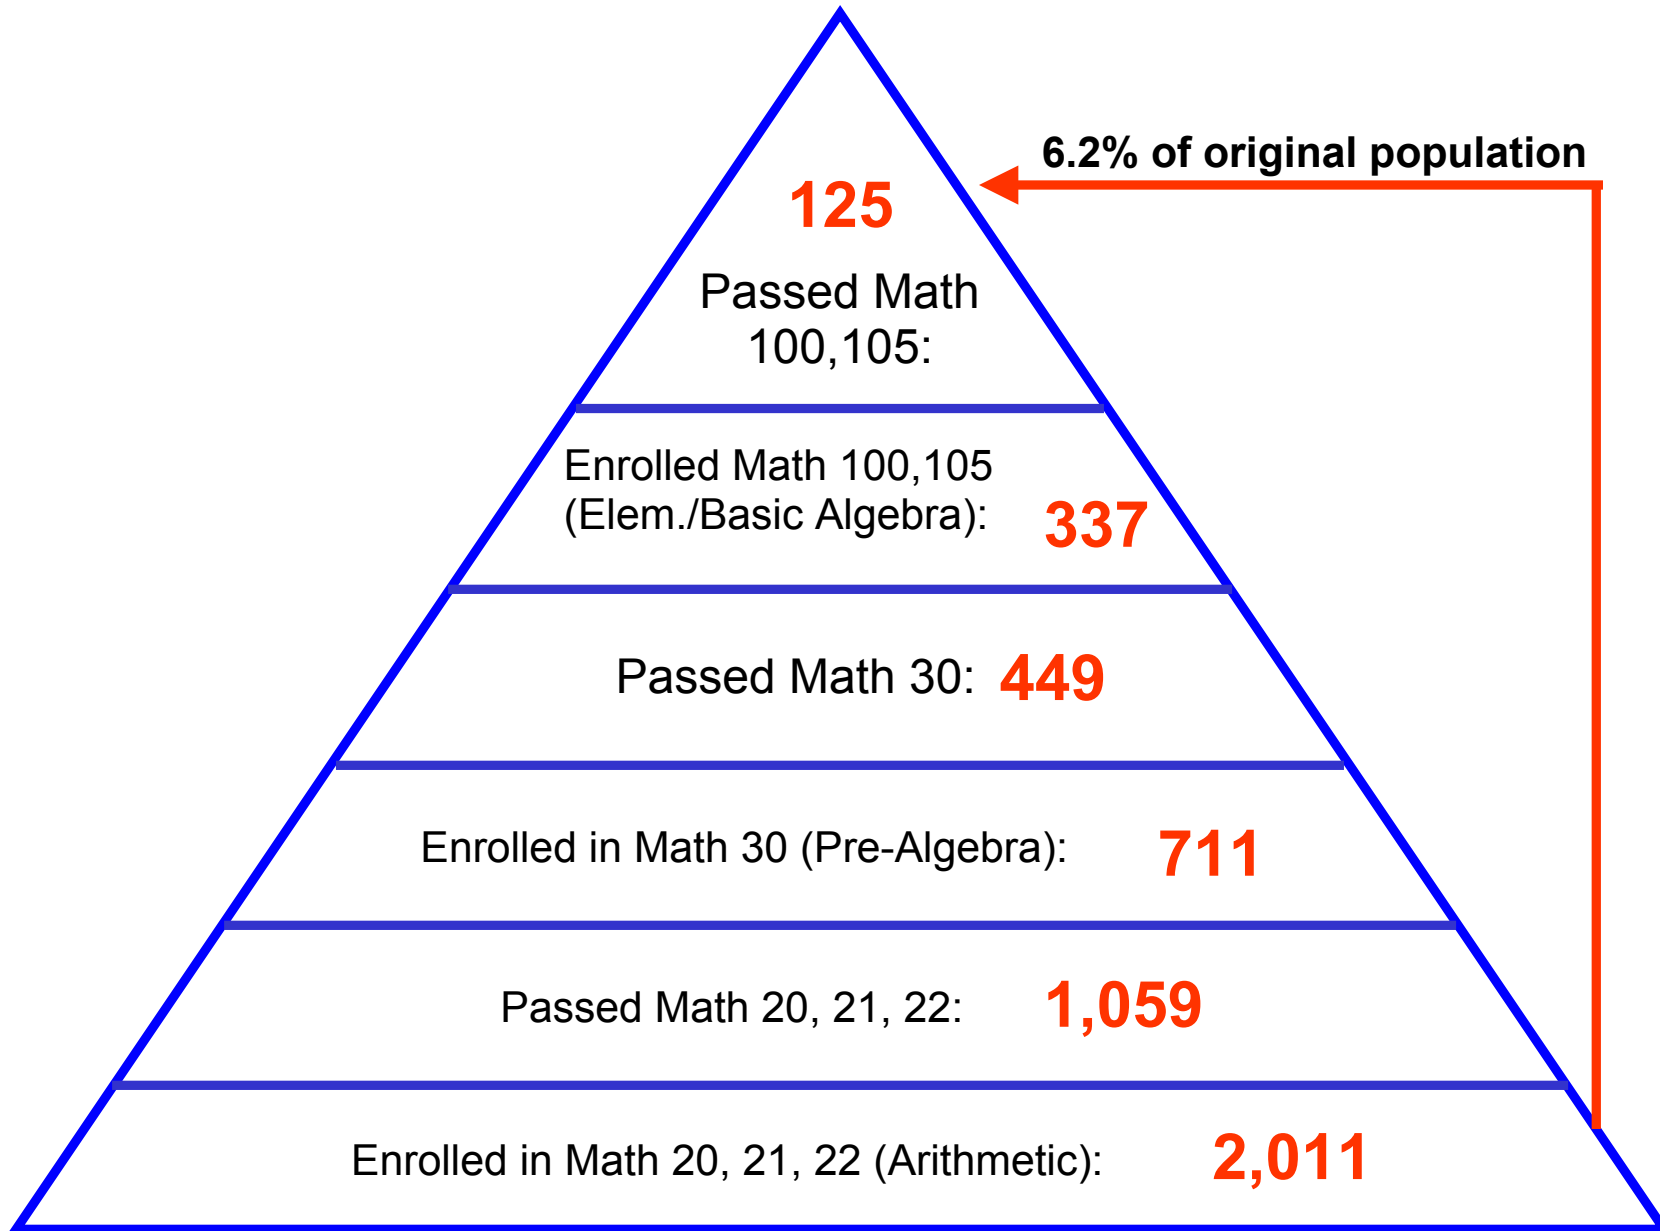 6.2% of original population
125
Passed Math
100,105:
Enrolled Math 100,105
(Elem./Basic Algebra): 337
Passed Math 30: 449
Enrolled in Math 30 (Pre-Algebra): 711
Passed Math 20, 21, 22: 1,059
Enrolled in Math 20, 21, 22 (Arithmetic): 2,011